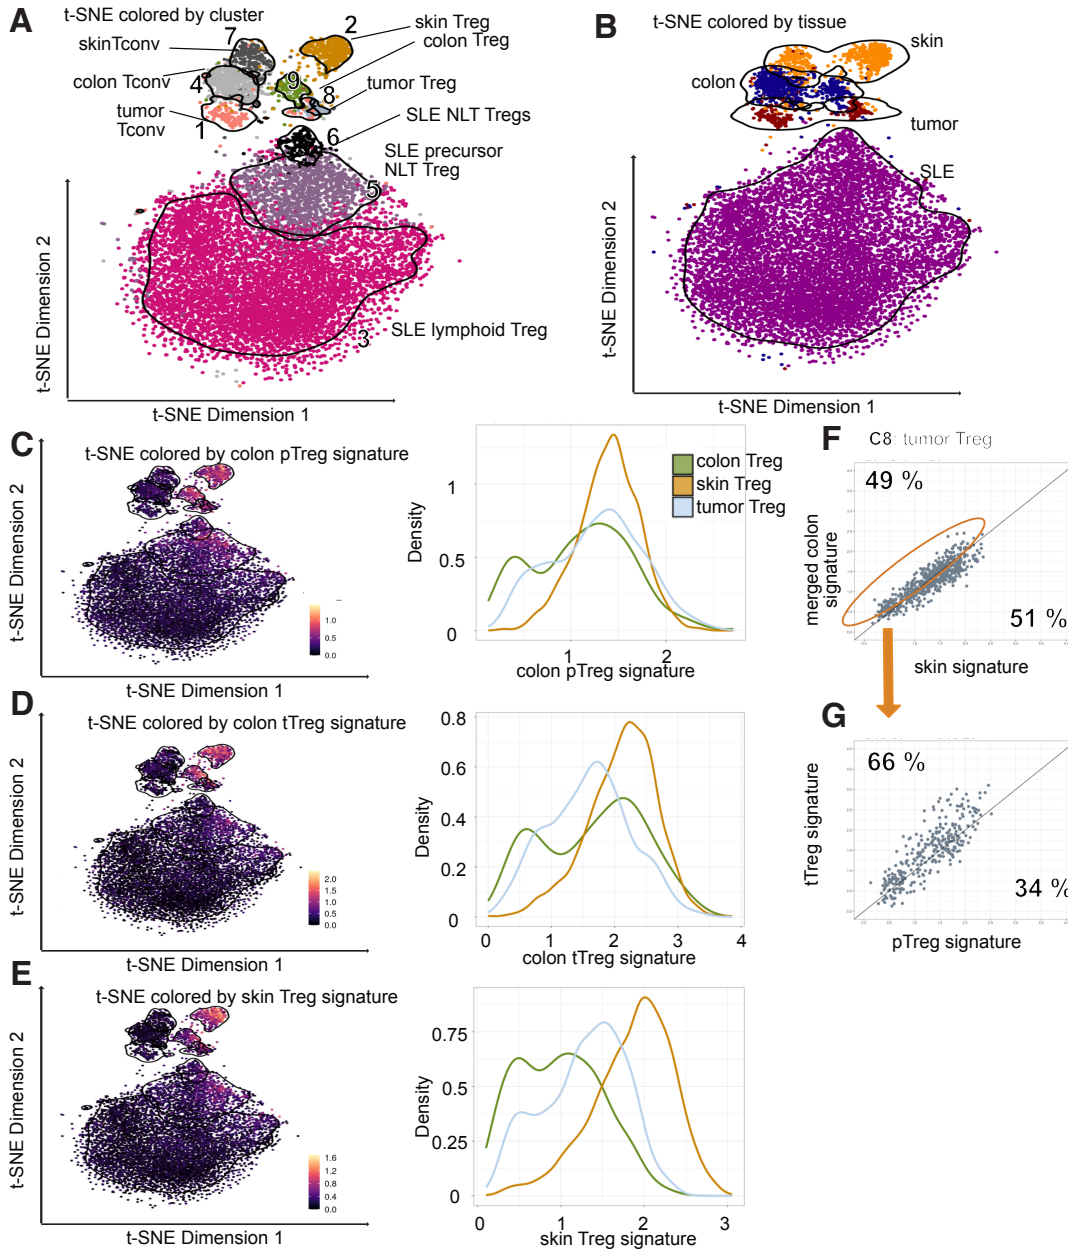 A
t-SNE colored by cluster
7
2
skin Treg
colon Treg
skinTconv
colon Tconv
4
9
8
tumor Treg
tumor
Tconv
1
SLE NLT Tregs
6
SLE precursor
NLT Treg
5
SLE lymphoid Treg
3
t-SNE Dimension 2
t-SNE Dimension 1
B
t-SNE colored by tissue
skin
colon
tumor
SLE
t-SNE Dimension 2
t-SNE Dimension 1
C
t-SNE colored by colon pTreg signature
t-SNE Dimension 2
1.0
0.5
0.0
t-SNE Dimension 1
colon Treg
skin Treg
tumor Treg
Density
1
0.5
0
1
2
colon pTreg signature
D
t-SNE colored by colon tTreg signature
t-SNE Dimension 2
2.0
1.5
1.0
0.5
0.0
t-SNE Dimension 1
Density
0.8
0.6
0.4
0.2
0
0
1
2
3
4
colon tTreg signature
E
t-SNE colored by skin Treg signature
t-SNE Dimension 2
1.6
1.2
0.8
0.4
0.0
t-SNE Dimension 1
Density
0.75
0.5
0.25
0
0
1
2
3
skin Treg signature
F
C8: tumor Treg
49 %
51 %
merged colon
signature
skin signature
G
66 %
34 %
tTreg signature
pTreg signature